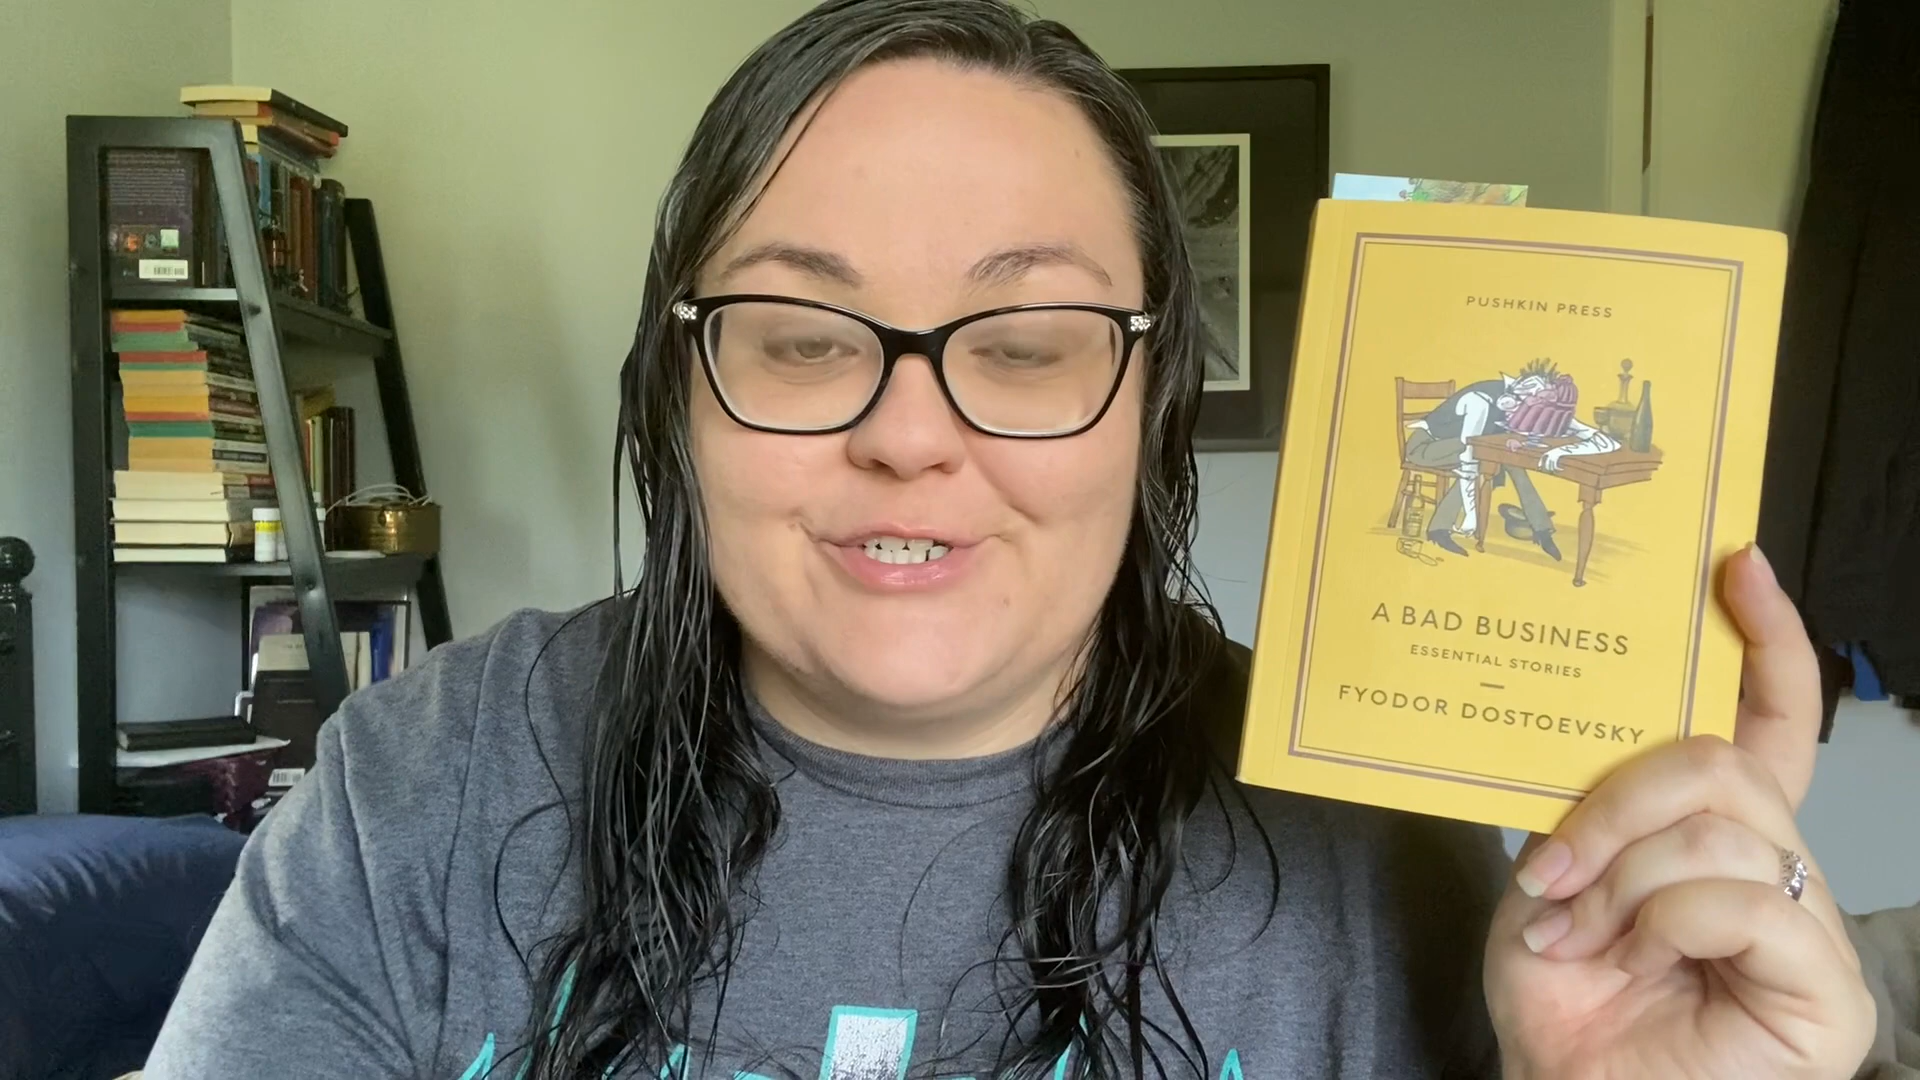 PUSHKIN PRESS
A BAD BUSINESS
ESSENTIAL STORIES
FYODOR DOSTOEVSKY